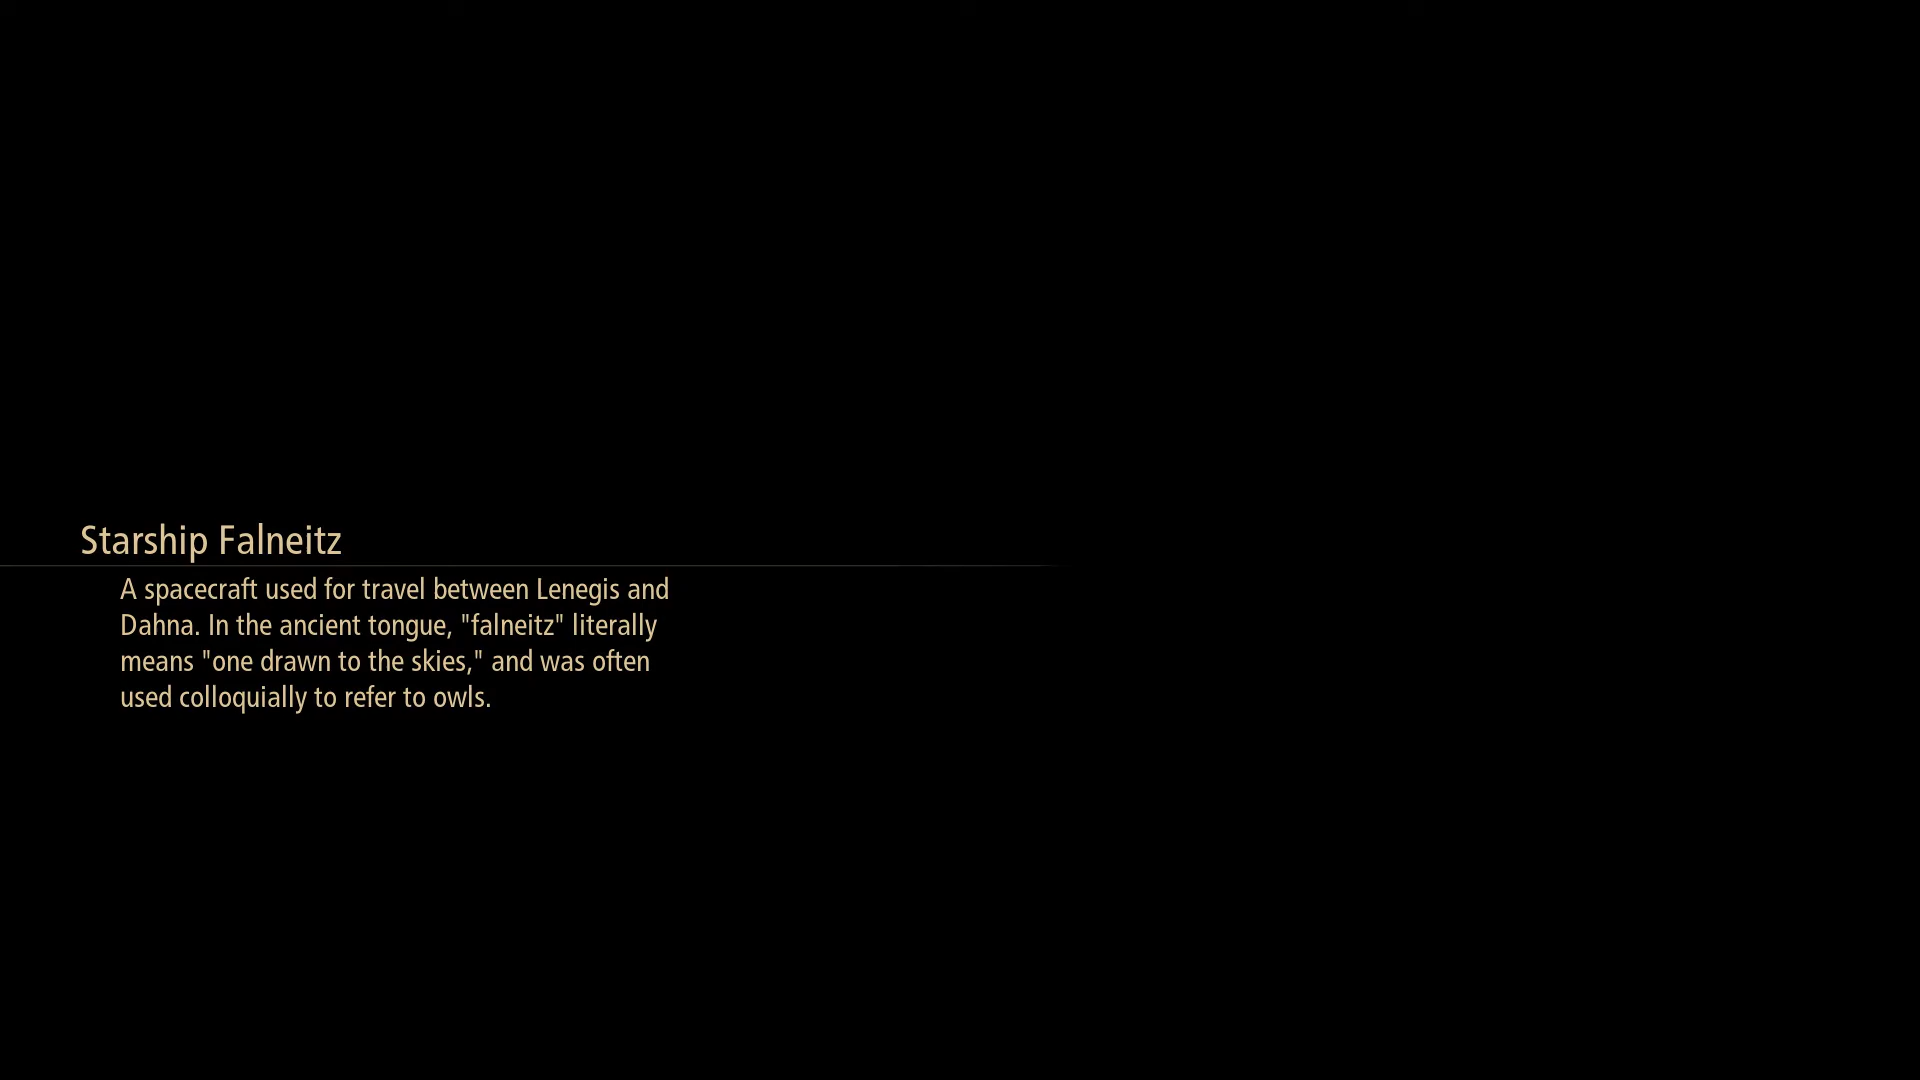 Starship Falneitz
A spacecraft used for travel between Lenegis and
Dahna. In the ancient tongue, "falneitz" literally
means "one drawn to the skies," and was often
used colloquially to refer to owls.